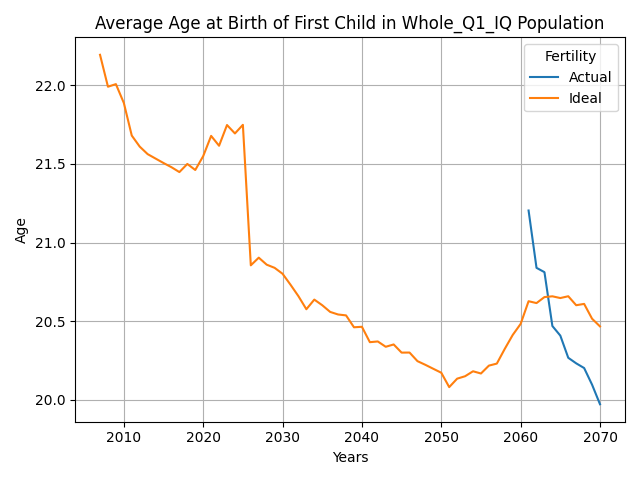 Average Age at Birth of First Child in Whole_Q1_IQ Population
Fertility
Actual
Ideal
22.0
21.5
21.0
20.5
20.0
Age
2010 2020 2030 2040 2050 2060 2070
Years